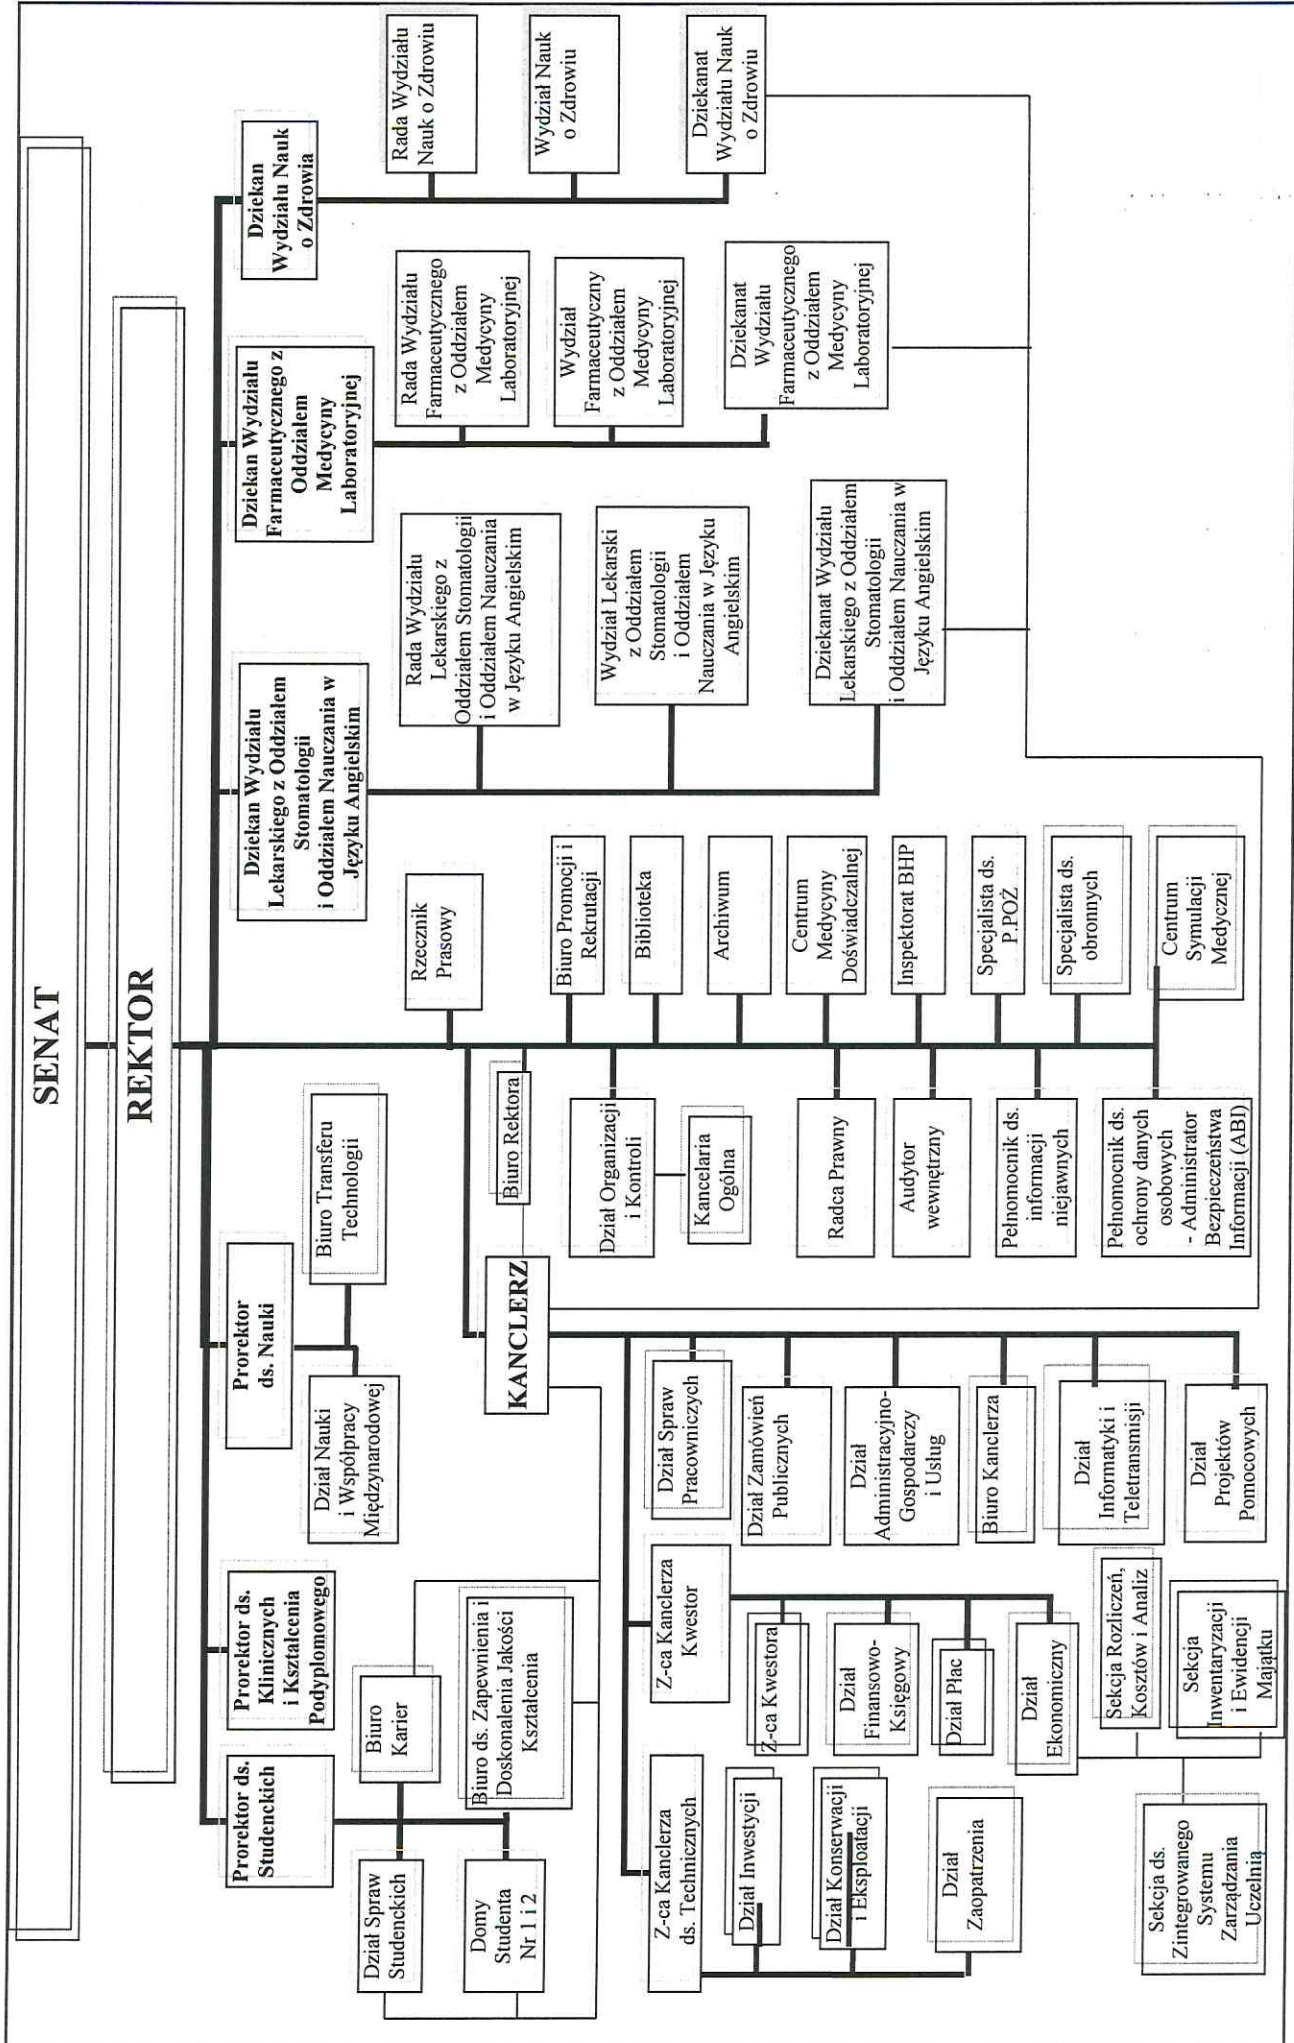 SENAT
REKTOR
Prorektor ds.
Studenckich
Prorektor ds.
Klinicznych
i Kształcenia
Podyplomowego
Prorektor
ds. Nauki
Dziekan Wydziału
Lekarskiego z Oddziałem
Stomatologii
i Oddziałem Nauczania w
Języku Angielskim
Dziekan Wydziału
Farmaceutycznego z
Oddziałem
Medycyny
Laboratoryjnej
Dziekan
Wydziału Nauk
o Zdrowia
Dział Spraw
Studenckich
Biuro
Karier
Domy
Studenta
Nr 1 i 2
Biuro ds. Zapewnienia i
Doskonalenia Jakości
Kształcenia
Dział Nauki
i Współpracy
Międzynarodowej
Biuro Transferu
Technologii
Rzecznik
Prasowy
Rada Wydziału
Lekarskiego z
Oddziałem Stomatologii
i Oddziałem Nauczania
w Języku Angielskim
Wydział Lekarski
z Oddziałem
Stomatologii
i Oddziałem
Nauczania w Języku
Angielskim
Dziekanat Wydziału
Lekarskiego z Oddziałem
Stomatologii
i Oddziałem Nauczania w
Języku Angielskim
Rada Wydziału
Farmaceutycznego
z Oddziałem
Medycyny
Laboratoryjnej
Wydział
Farmaceutyczny
z Oddziałem
Medycyny
Laboratoryjnej
Dziekanat
Wydziału
Farmaceutycznego
z Oddziałem
Medycyny
Laboratoryjnej
Rada Wydziału
Nauk o Zdrowiu
Wydział Nauk
o Zdrowiu
Dziekanat
Wydziału Nauk
o Zdrowiu
KANCLERZ
Biuro Rektora
Dział Organizacji
i Kontroli
Kancelaria
Ogólna
Radca Prawny
Audytor
wewnętrzny
Pełnomocnik ds.
informacji
niejawnych
Pełnomocnik ds.
ochrony danych
osobowych
- Administrator
Bezpieczeństwa
Informacji (ABI)
Biuro Promocji i
Rekrutacji
Biblioteka
Archiwum
Centrum
Medycyny
Doświadczalnej
Inspektorat BHP
Specjalista ds.
P.POŻ
Specjalista ds.
obronnych
Centrum
Symulacji
Medycznej
Z-ca Kanclerza
ds. Technicznych
Dział Inwestycji
Dział Konserwacji
i Eksploatacji
Dział
Zaopatrzenia
Z-ca Kanclerza
Kwestor
Z-ca Kwestora
Dział
Finansowo-
Księgowy
Dział Płac
Dział
Ekonomiczny
Sekcja Rozliczeń,
Kosztów i Analiz
Sekcja
Inwentaryzacji
i Ewidencji
Majątku
Sekcja ds.
Zintegrowanego
Systemu
Zarządzania
Uczelnią
Dział Spraw
Pracowniczych
Dział Zamówień
Publicznych
Dział
Administracyjno-
Gospodarczy
i Usług
Biuro Kanclerza
Dział
Informatyki i
Teletransmisji
Dział
Projektów
Pomocowych